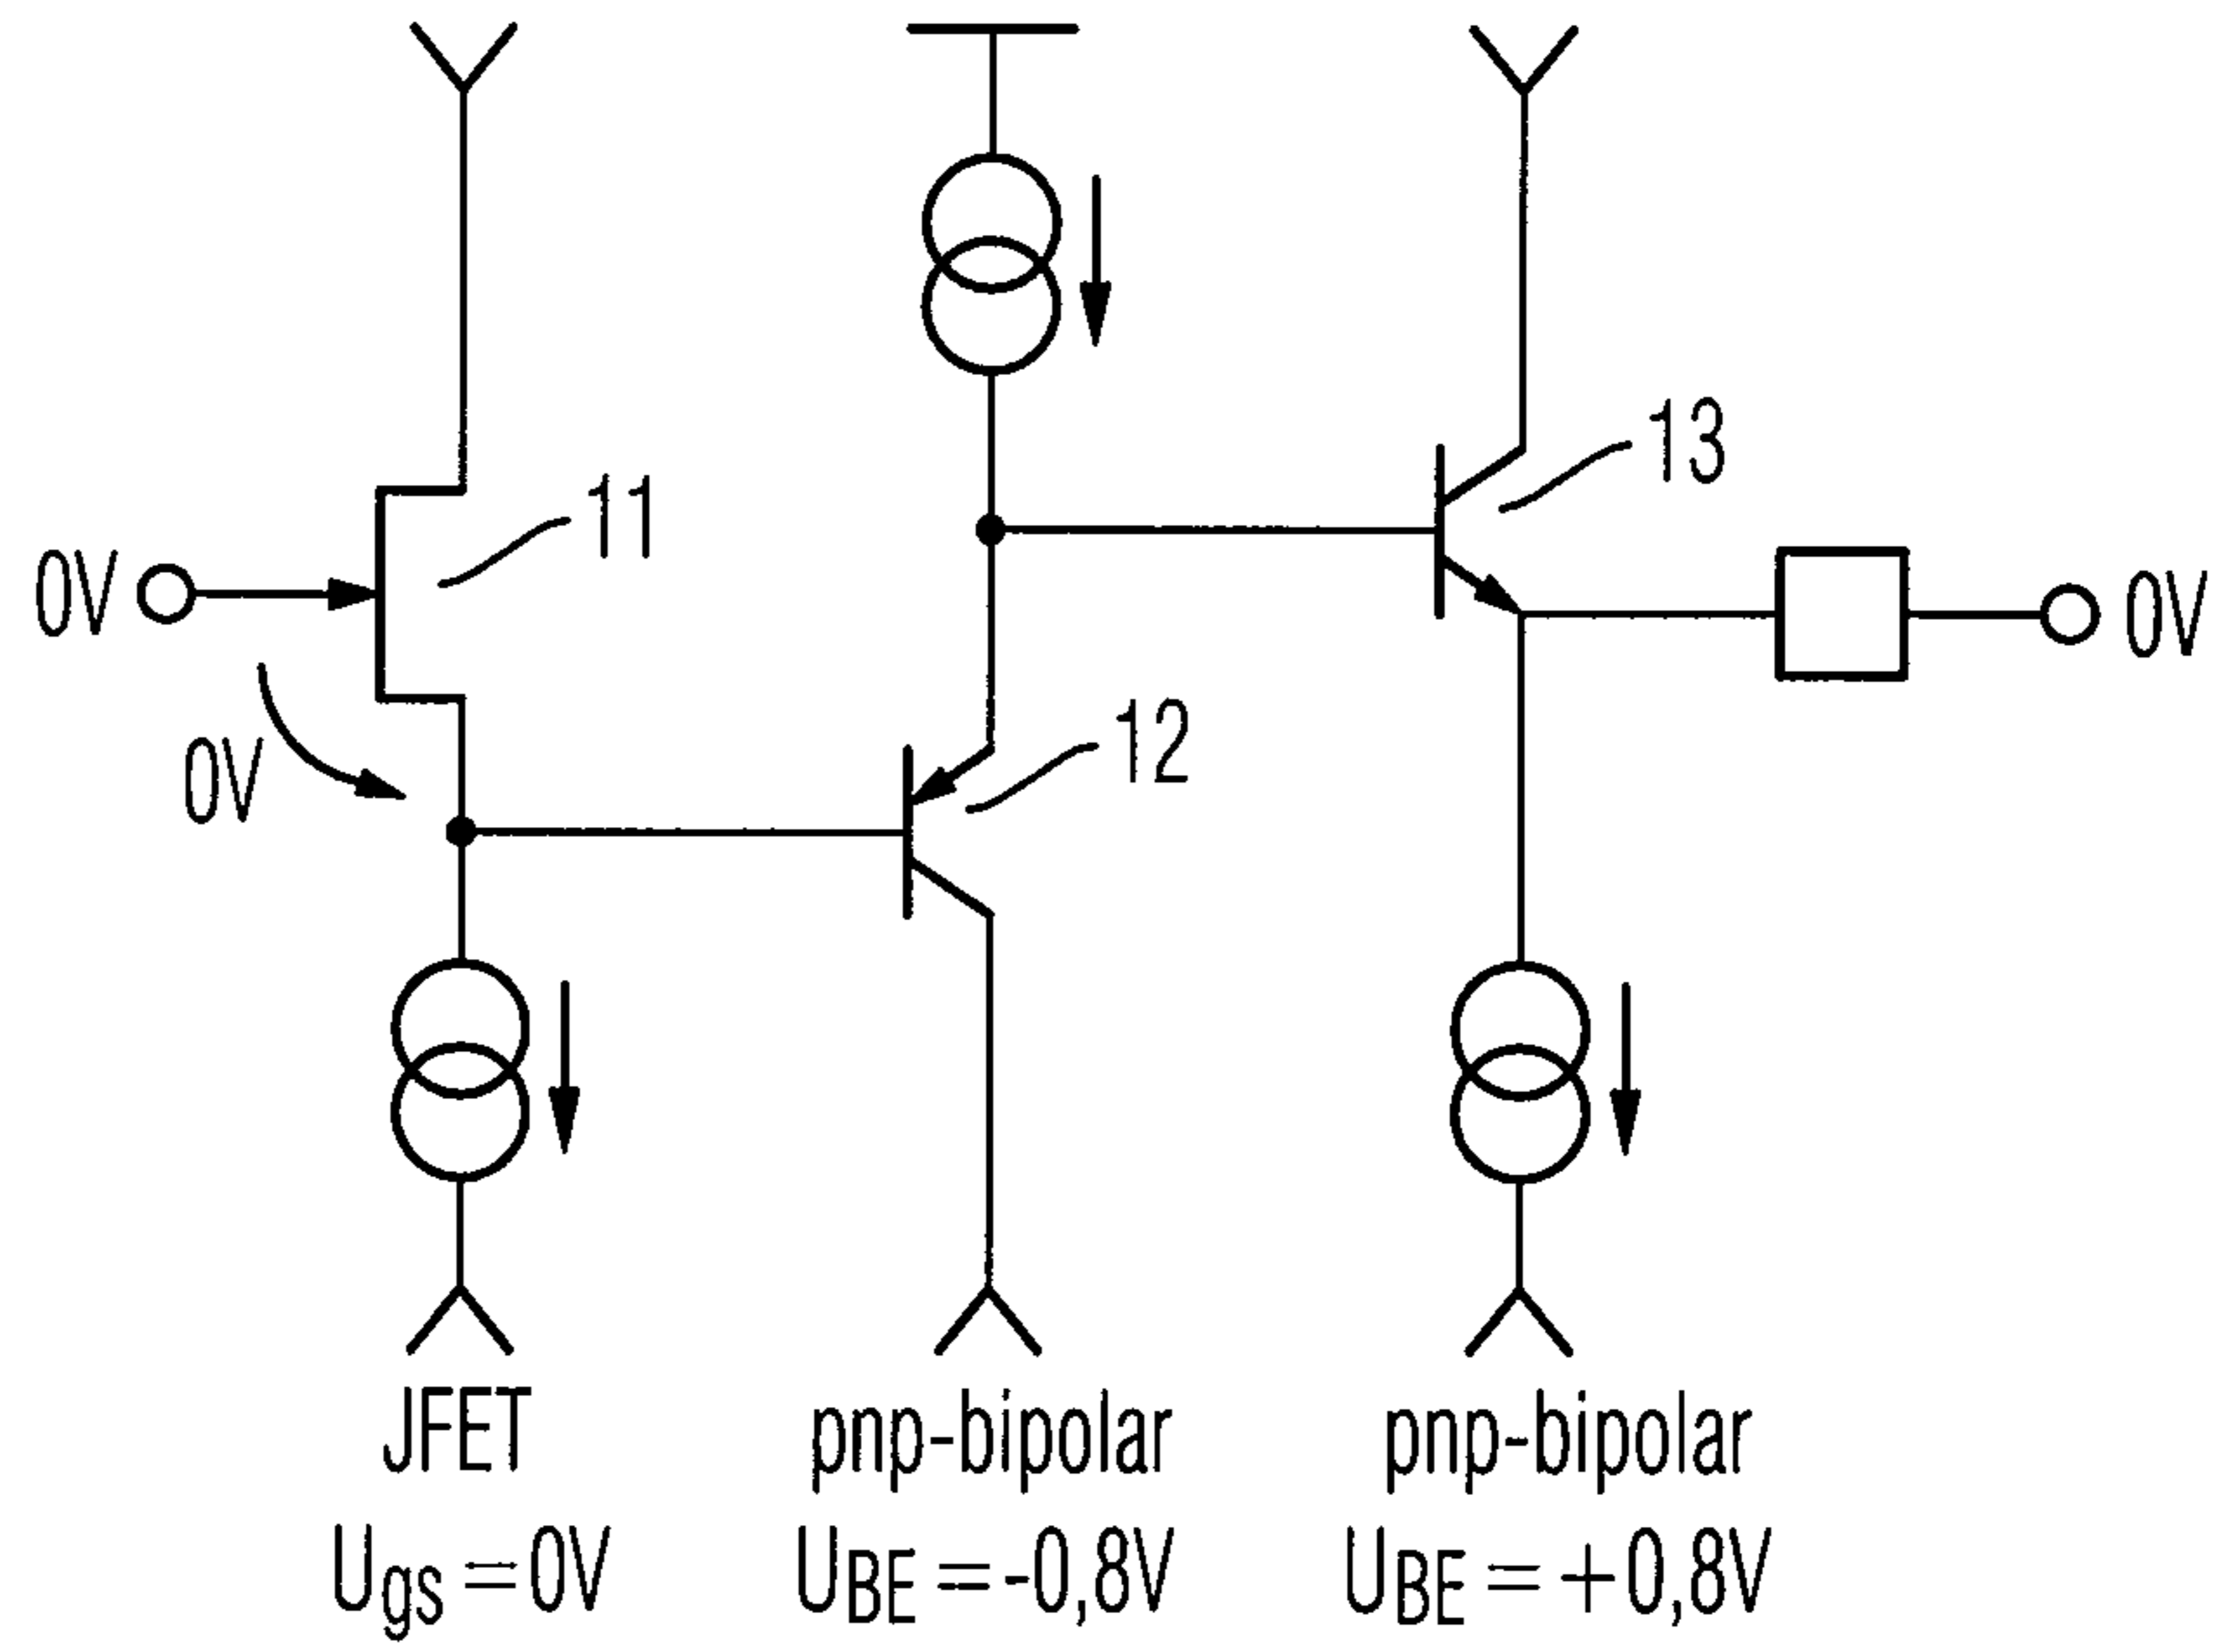 13
11
0V
0V
12
0V
JFET
pnp-bipolar
pnp-bipolar
Ugs=0V
UBE=-0,8V
UBE=+0,8V